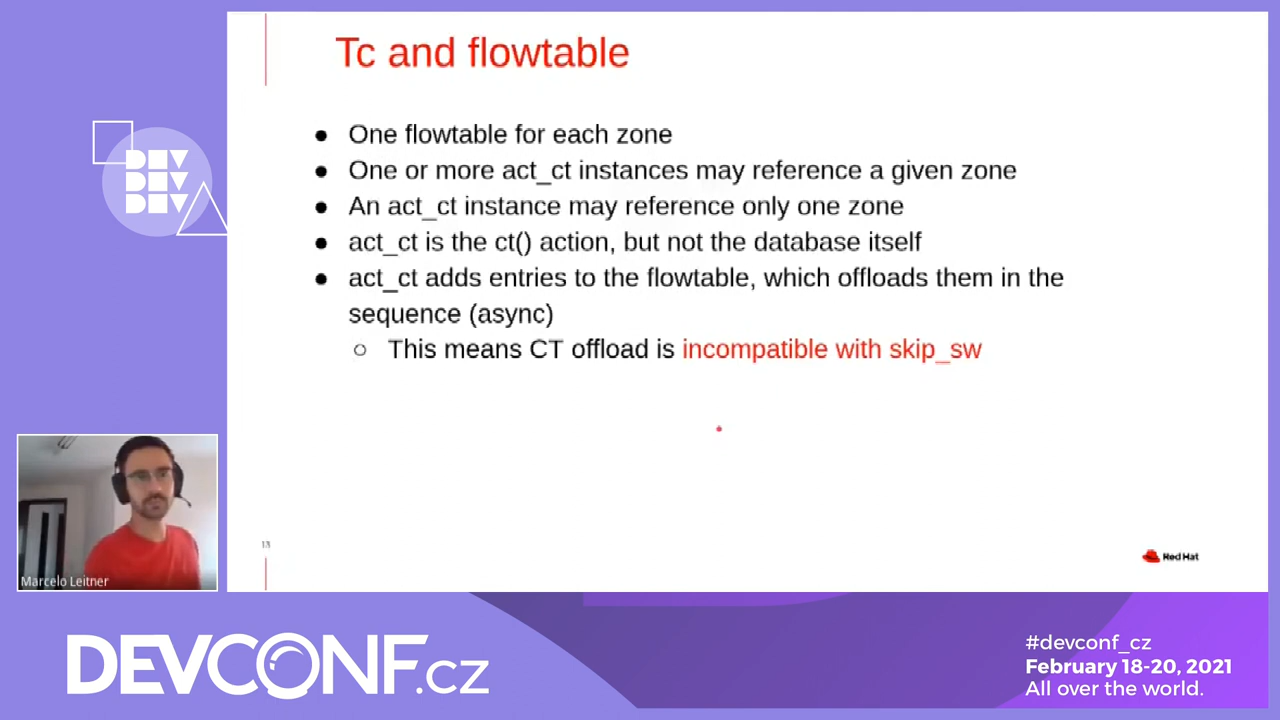 Tc and flowtable
● One flowtable for each zone
● One or more act_ct instances may reference a given zone
● An act_ct instance may reference only one zone
● act_ct is the ct() action, but not the database itself
● act_ct adds entries to the flowtable, which offloads them in the
sequence (async)
○ This means CT offload is incompatible with skip_sw
13
Red Hat
DEV
DEV
DEV
Marcelo Leitner
DEVCONF.cz
#devconf_cz
February 18-20, 2021
All over the world.